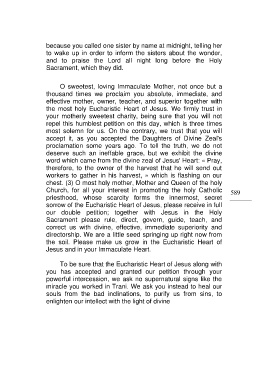 because you called one sister by name at midnight, telling her
to wake up in order to inform the sisters about the wonder,
and to praise the Lord all night long before the Holy
Sacrament, which they did.
O sweetest, loving Immaculate Mother, not once but a
thousand times we proclaim you absolute, immediate, and
effective mother, owner, teacher, and superior together with
the most holy Eucharistic Heart of Jesus. We firmly trust in
your motherly sweetest charity, being sure that you will not
repel this humblest petition on this day, which is three times
most solemn for us. On the contrary, we trust that you will
accept it, as you accepted the Daughters of Divine Zeal's
proclamation some years ago. To tell the truth, we do not
deserve such an ineffable grace, but we exhibit the divine
word which came from the divine zeal of Jesus' Heart: « Pray,
therefore, to the owner of the harvest that he will send out
workers to gather in his harvest, » which is flashing on our
chest. (3) O most holy mother, Mother and Queen of the holy
Church, for all your interest in promoting the holy Catholic
priesthood, whose scarcity forms the innermost, secret
sorrow of the Eucharistic Heart of Jesus, please receive in full
our double petition; together with Jesus in the Holy
Sacrament please rule, direct, govern, guide, teach, and
correct us with divine, effective, immediate superiority and
directorship. We are a little seed springing up right now from
the soil. Please make us grow in the Eucharistic Heart of
Jesus and in your Immaculate Heart.
To be sure that the Eucharistic Heart of Jesus along with
you has accepted and granted our petition through your
powerful intercession, we ask no supernatural signs like the
miracle you worked in Trani. We ask you instead to heal our
souls from the bad inclinations, to purify us from sins, to
enlighten our intellect with the light of divine
589